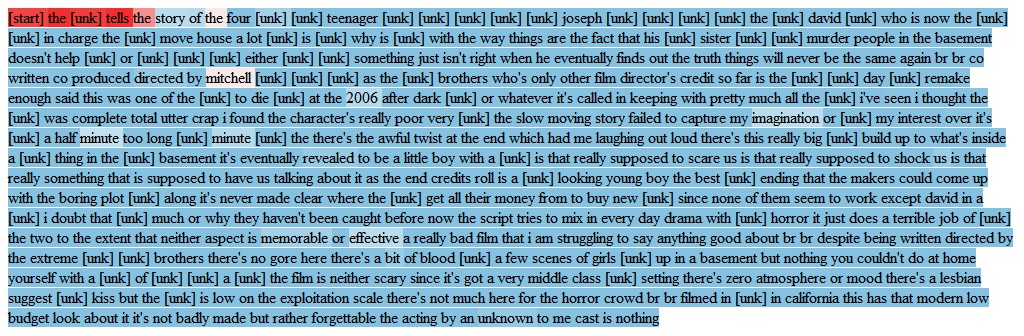 [start] the [unk] tells the story of the four [unk] [unk] teenager [unk] [unk] [unk] [unk] [unk] [unk] joseph [unk] [unk] [unk] [unk] the [unk] david [unk] who is now the [unk]
[unk] in charge the [unk] move house a lot [unk] is [unk] why is [unk] with the way things are the fact that his [unk] sister [unk] [unk] murder people in the basement
doesn't help [unk] or [unk] [unk] [unk] either [unk] [unk] something just isn't right when he eventually finds out the truth things will never be the same again br br co
written co produced directed by mitchell [unk] [unk] [unk] as the [unk] brothers who's only other film director's credit so far is the [unk] [unk] day [unk] remake
enough said this was one of the [unk] to die [unk] at the 2006 after dark [unk] or whatever it's called in keeping with pretty much all the [unk] i've seen i thought the
[unk] was complete total utter crap i found the character's really poor very [unk] the slow moving story failed to capture my imagination or [unk] my interest over it's
a half minute too long [unk] minute [unk] the there's the awful twist at the end which had me laughing out loud there's this really big [unk] build up to what's inside
a [unk] thing in the [unk] basement it's eventually revealed to be a little boy with a [unk] is that really supposed to scare us is that really supposed to shock us is that
really something that is supposed to have us talking about it as the end credits roll is a [unk] looking young boy the best [unk] ending that the makers could come up
with the boring plot [unk] along it's never made clear where the [unk] get all their money from to buy new [unk] since none of them seem to work except david in a
[unk] i doubt that [unk] much or why they haven't been caught before now the script tries to mix in every day drama with [unk] horror it just does a terrible job of [unk]
the two to the extent that neither aspect is memorable or effective a really bad film that i am struggling to say anything good about br br despite being written directed by
the extreme [unk] [unk] brothers there's no gore here there's a bit of blood [unk] a few scenes of girls [unk] up in a basement but nothing you couldn't do at home
yourself with a [unk] of [unk] [unk] a [unk] the film is neither scary since it's got a very middle class [unk] setting there's zero atmosphere or mood there's a lesbian
suggest [unk] kiss but the [unk] is low on the exploitation scale there's not much here for the horror crowd br br filmed in [unk] in california this has that modern low
budget look about it it's not badly made but rather forgettable the acting by an unknown to me cast is nothing